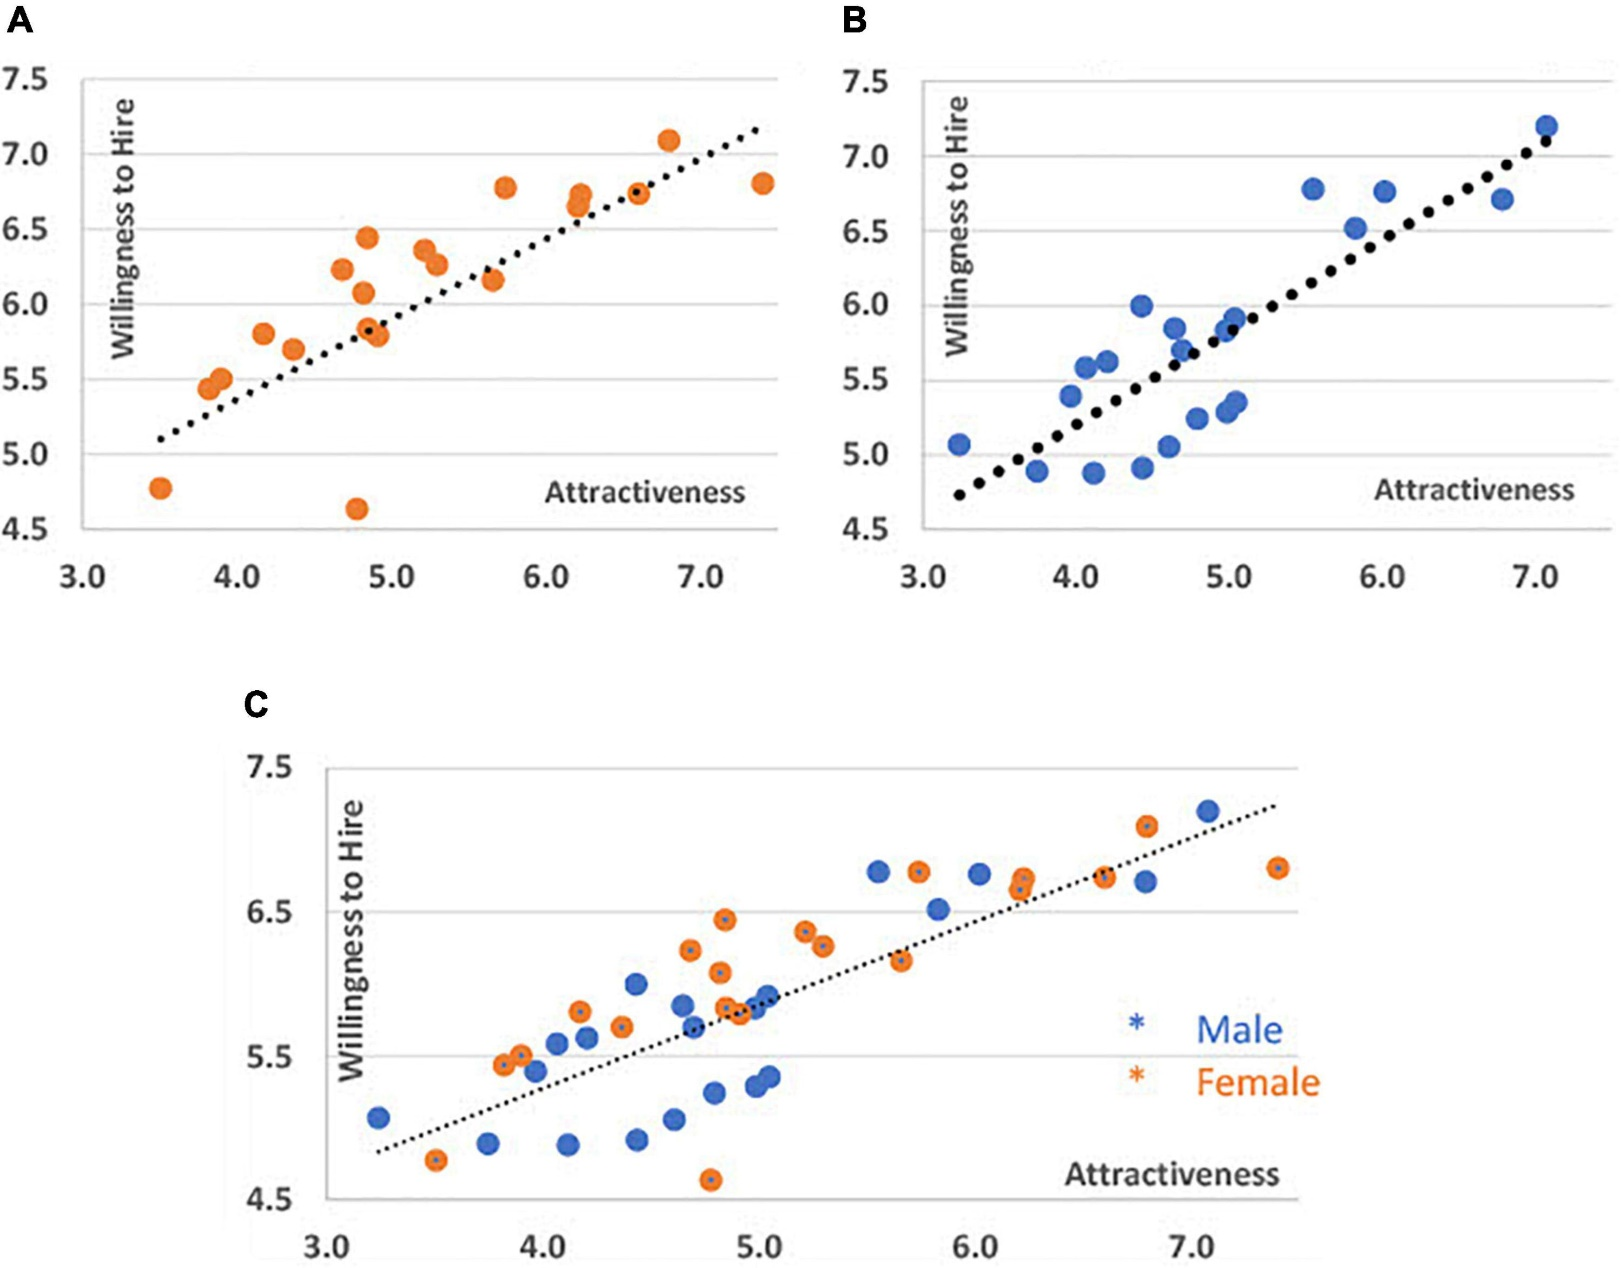 A
B
7.5
7.0
6.5
6.0
5.5
5.0
4.5
Willingness to Hire
Attractiveness
3.0 4.0 5.0 6.0 7.0
7.5
7.0
6.5
6.0
5.5
5.0
4.5
Willingness to Hire
Attractiveness
3.0 4.0 5.0 6.0 7.0
C
7.5
6.5
5.5
4.5
Willingness to Hire
* Male
* Female
Attractiveness
3.0 4.0 5.0 6.0 7.0